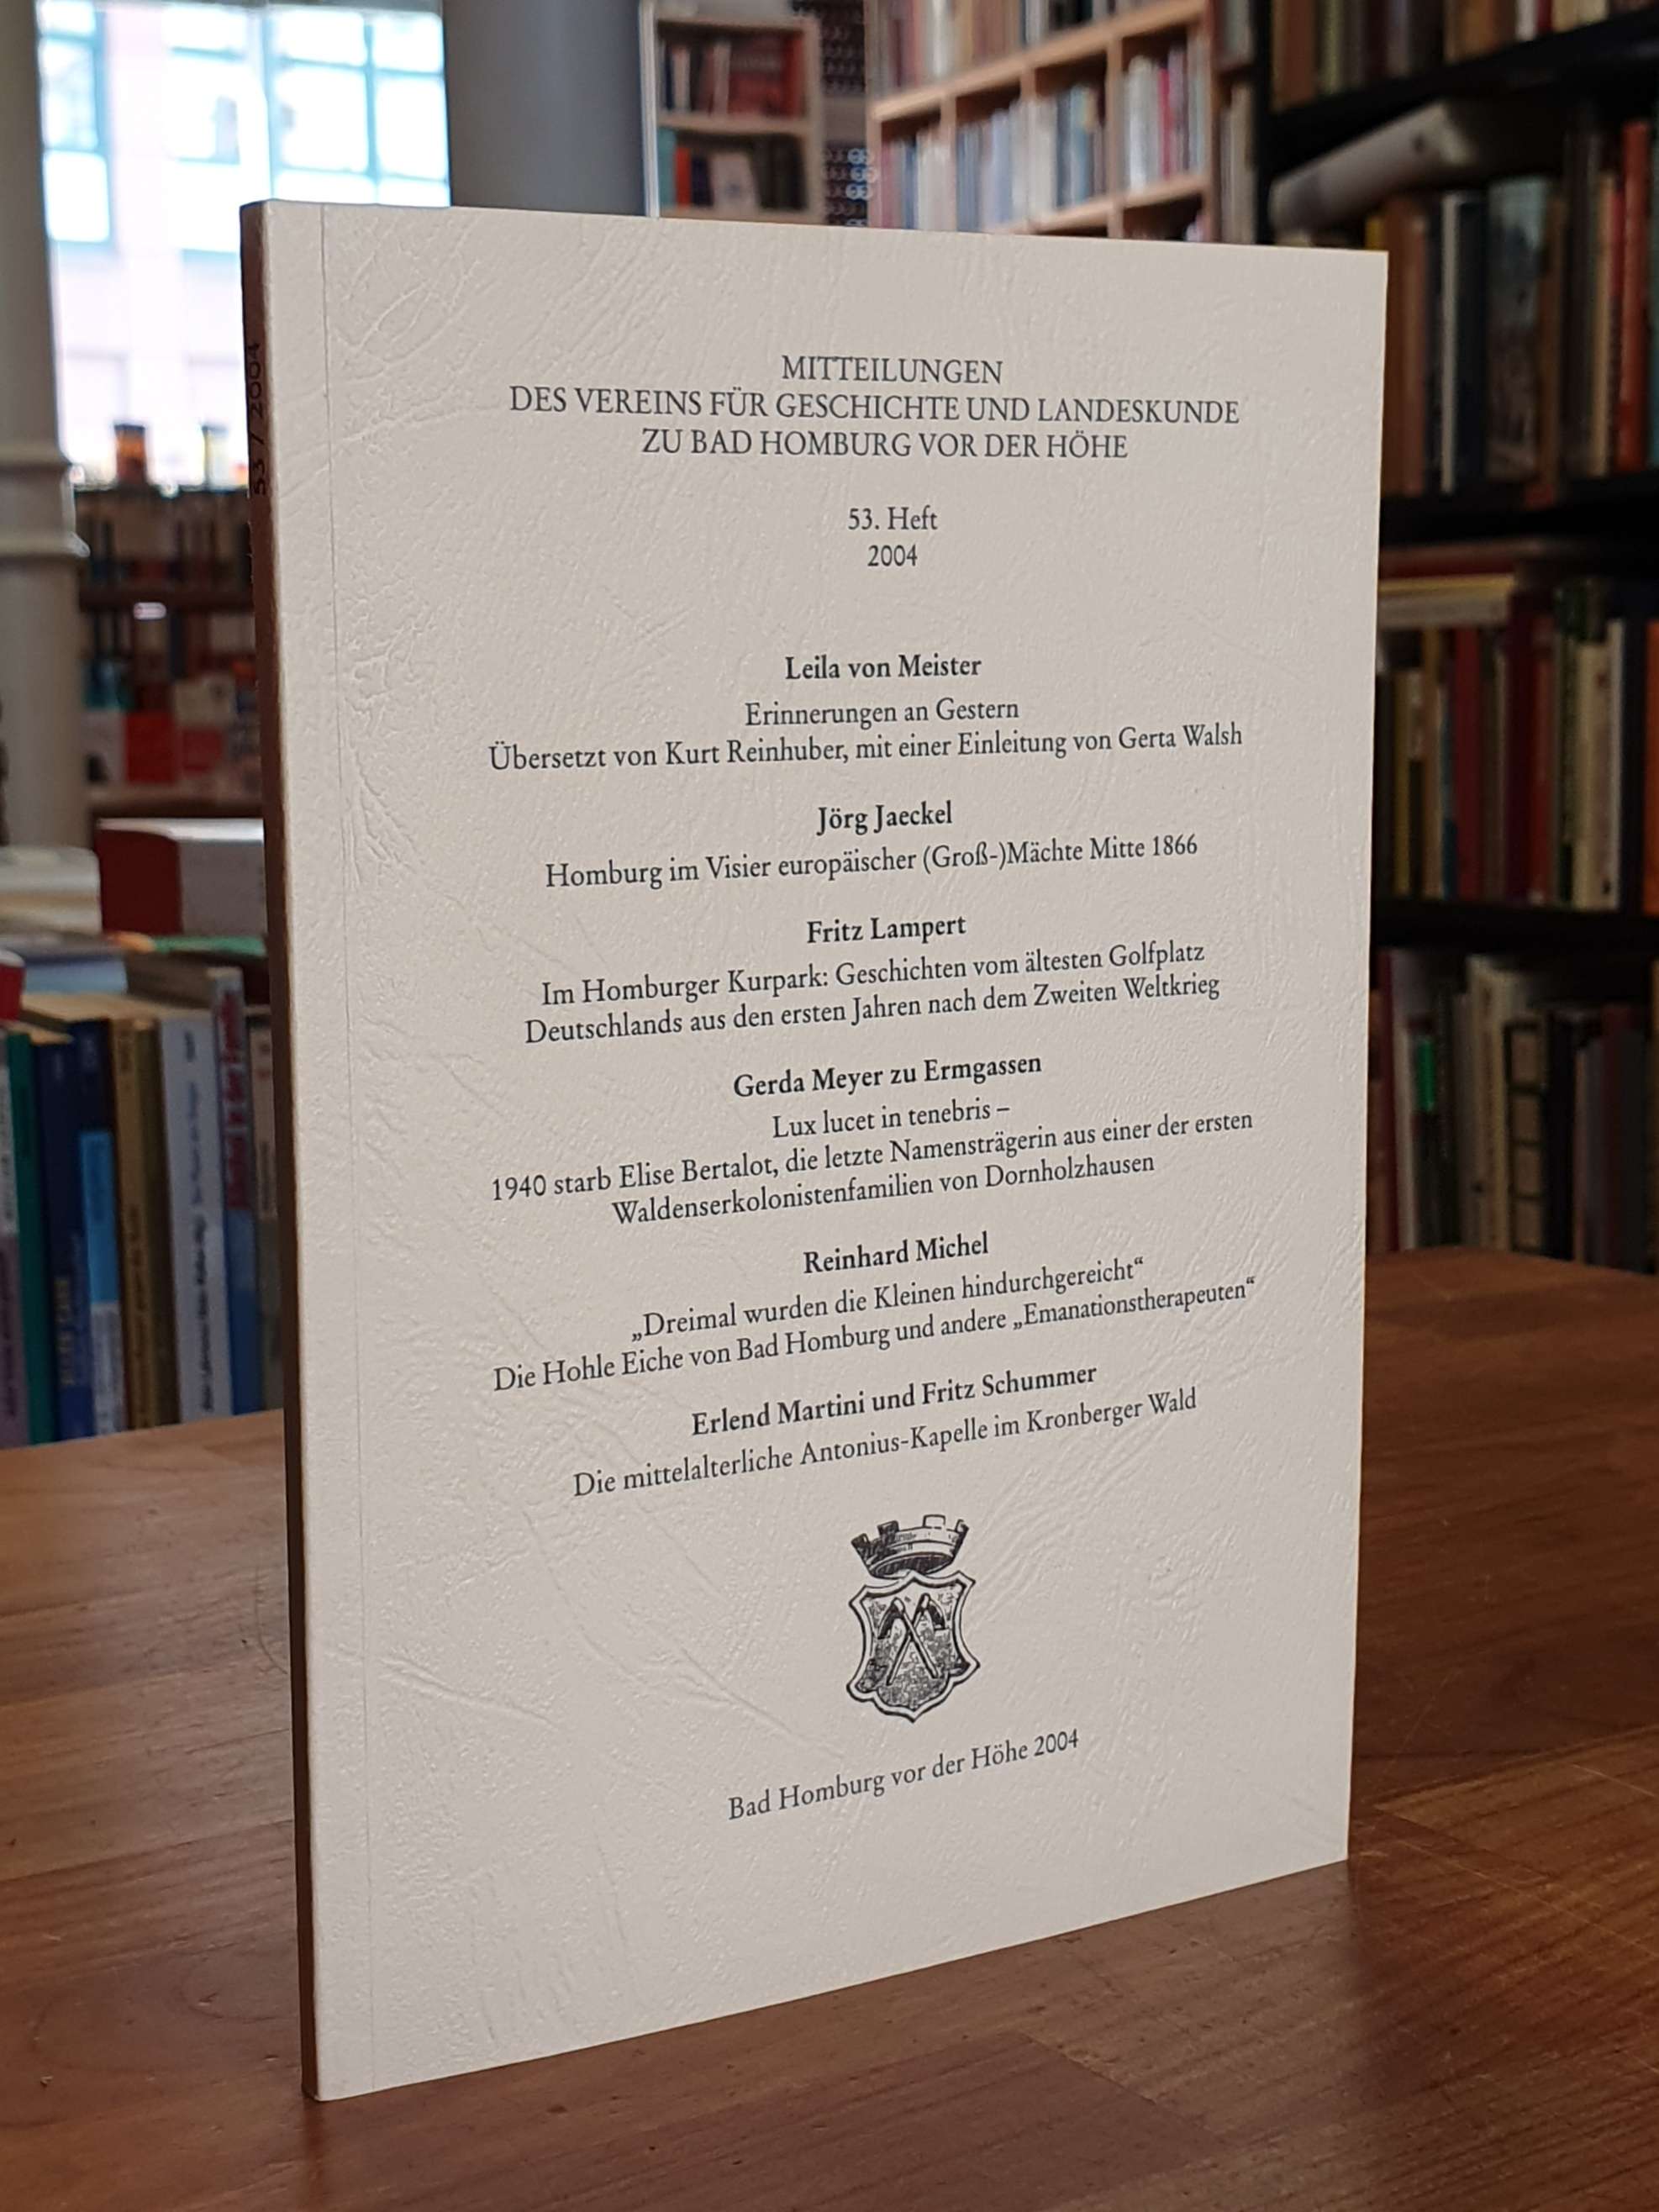 53 / 2004
MITTEILUNGEN
DES VEREINS FÜR GESCHICHTE UND LANDESKUNDE
ZU BAD HOMBURG VOR DER HÖHE
53. Heft
2004
Leila von Meister
Erinnerungen an Gestern
Übersetzt von Kurt Reinhuber, mit einer Einleitung von Gerta Walsh
Jörg Jaeckel
Homburg im Visier europäischer (Groß-)Mächte Mitte 1866
Fritz Lampert
Im Homburger Kurpark: Geschichten vom ältesten Golfplatz
Deutschlands aus den ersten Jahren nach dem Zweiten Weltkrieg
Gerda Meyer zu Ermgassen
Lux lucet in tenebris –
1940 starb Elise Bertalot, die letzte Namensträgerin aus einer der ersten
Waldenserkolonistenfamilien von Dornholzhausen
Reinhard Michel
„Dreimal wurden die Kleinen hindurchgereicht“
Die Hohle Eiche von Bad Homburg und andere „Emanationstherapeuten“
Erlend Martini und Fritz Schummer
Die mittelalterliche Antonius-Kapelle im Kronberger Wald
Bad Homburg vor der Höhe 2004